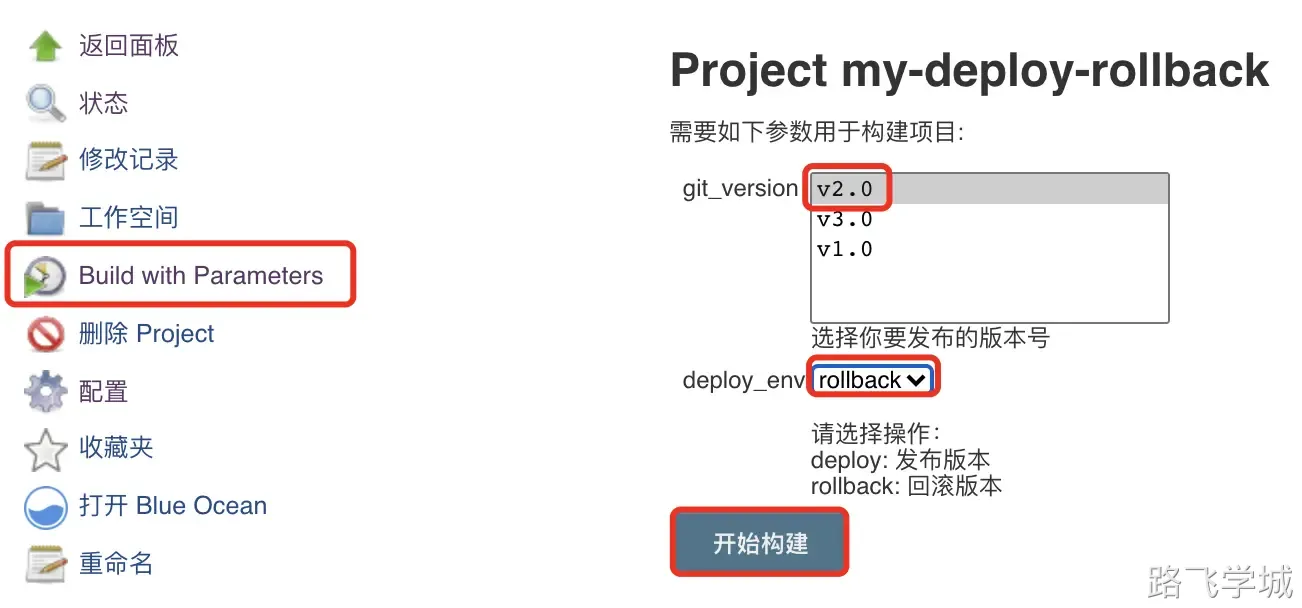 返回面板
状态
修改记录
工作空间
Build with Parameters
删除 Project
配置
收藏夹
打开 Blue Ocean
重命名
Project my-deploy-rollback
需要如下参数用于构建项目:
git_version
v2.0
v3.0
v1.0
选择你要发布的版本号
deploy_env
rollback
请选择操作：
deploy: 发布版本
rollback: 回滚版本
开始构建
路飞学城